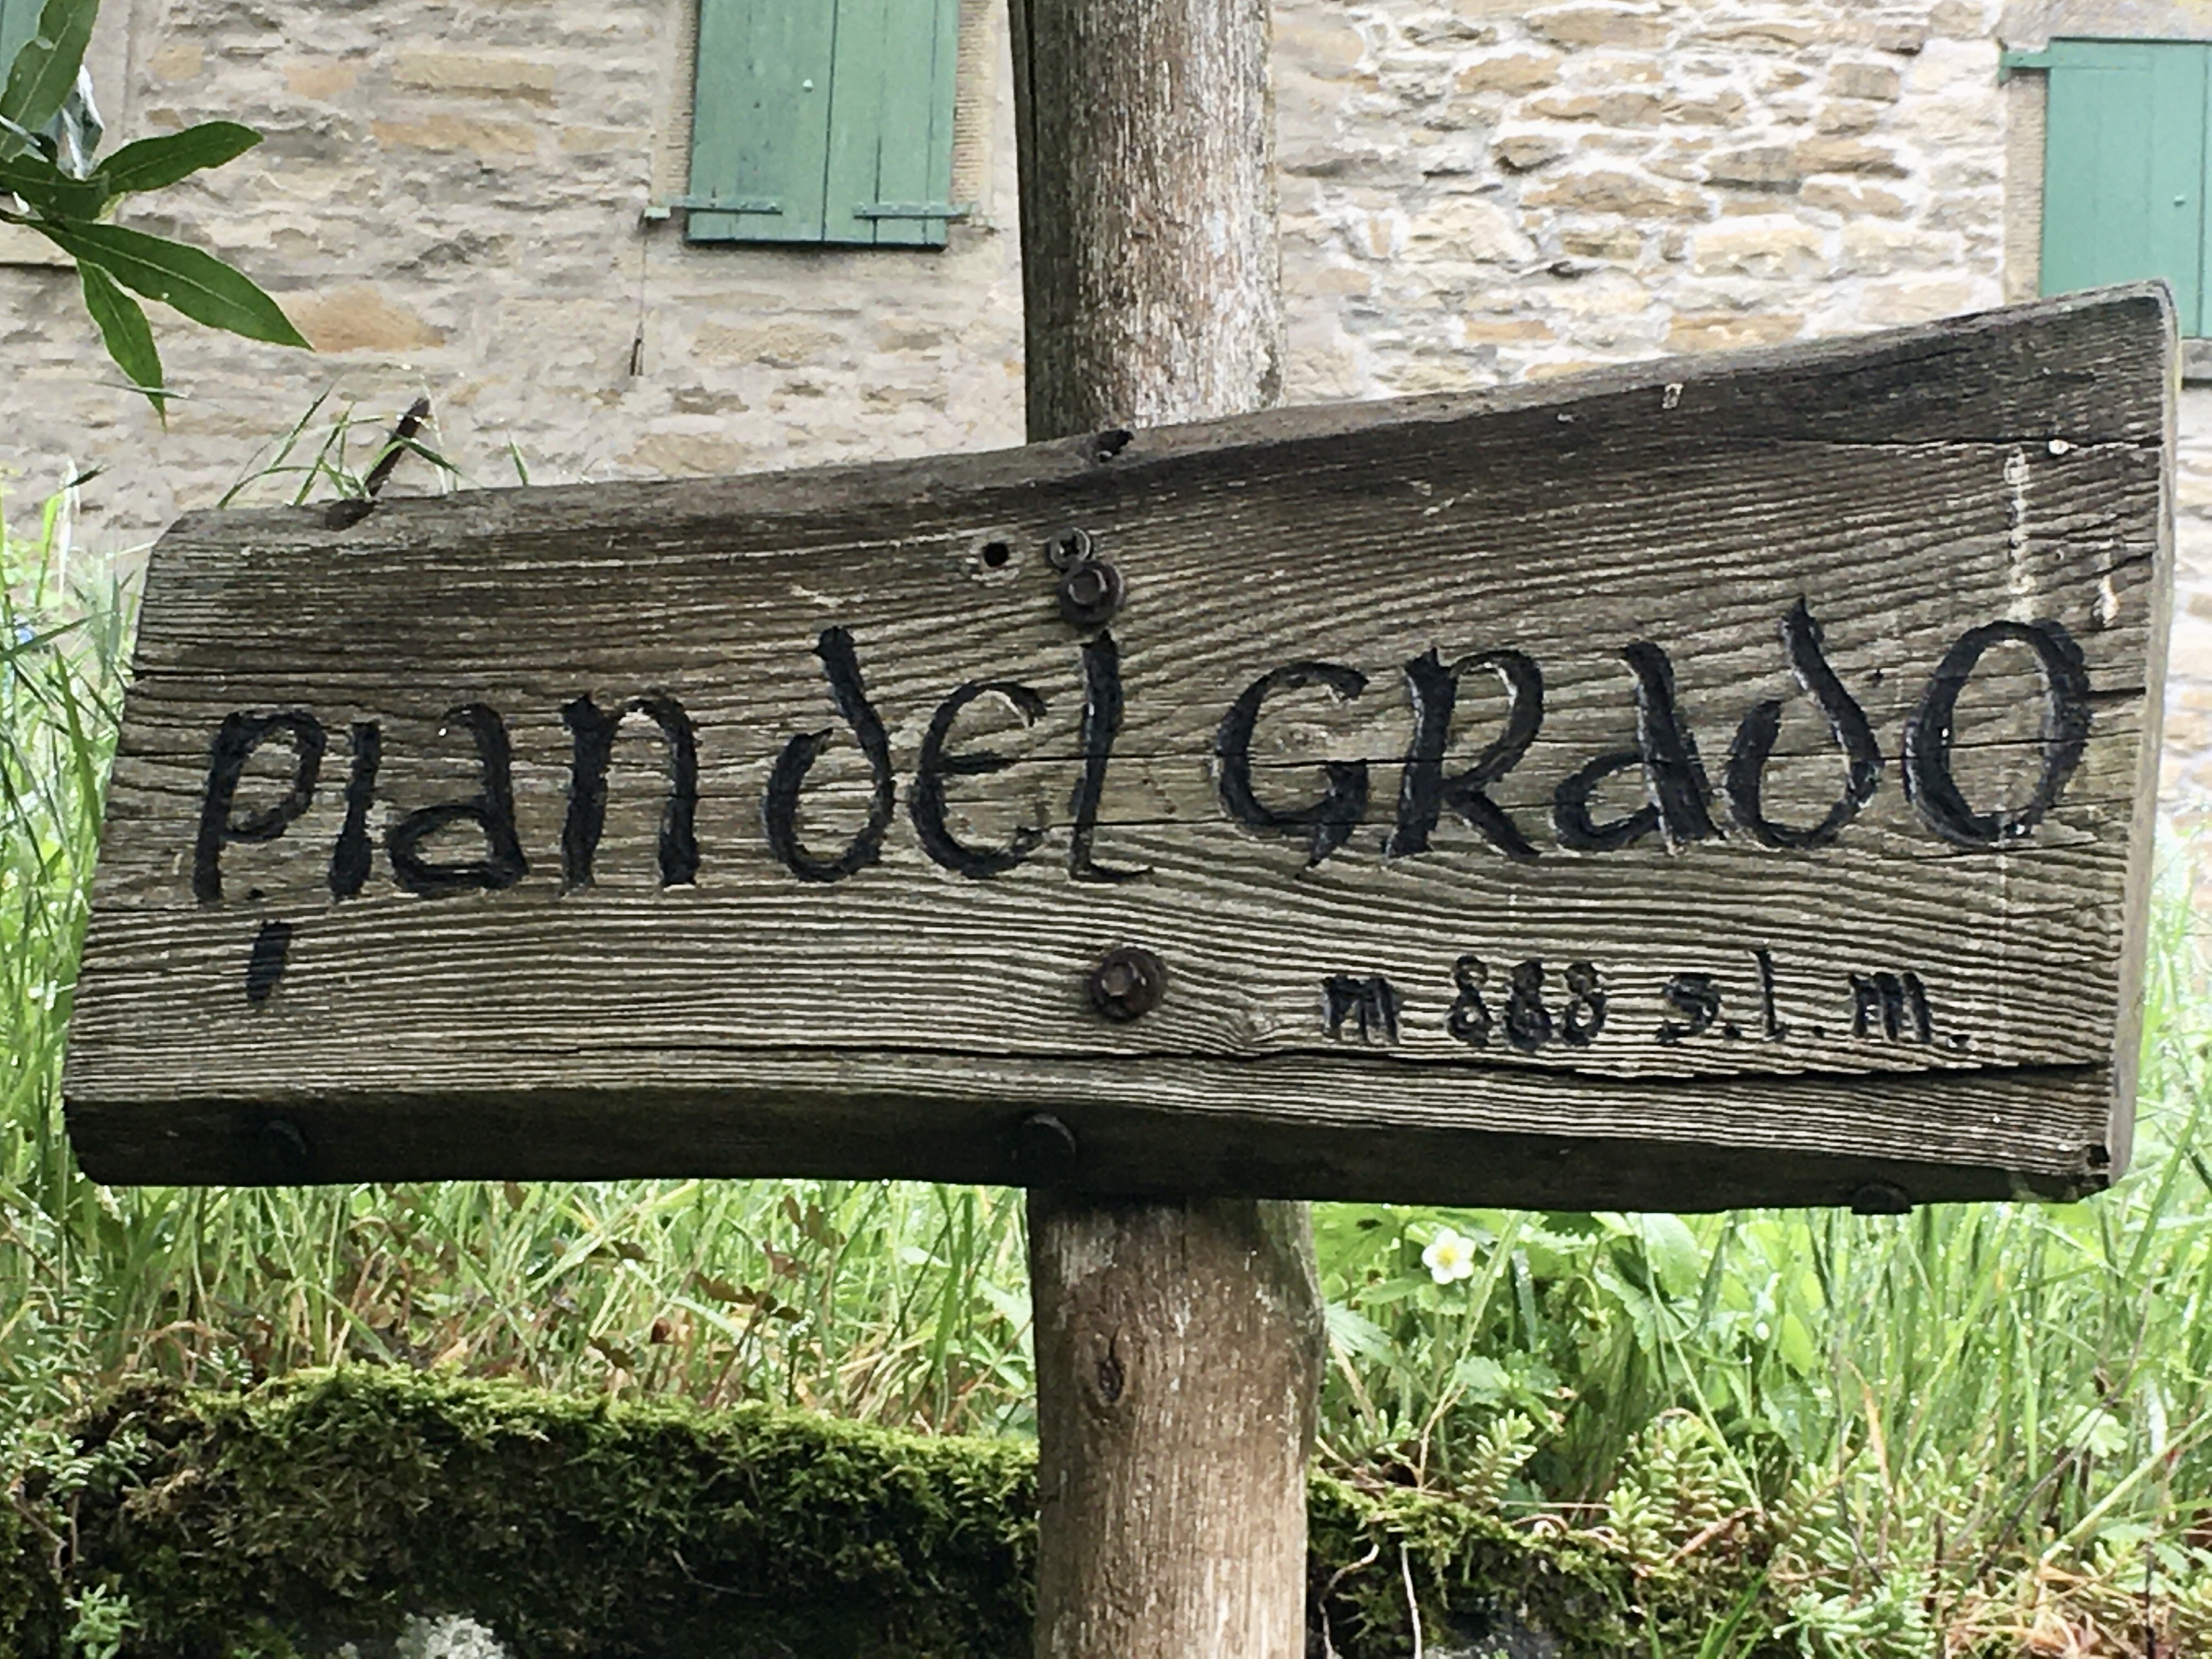 Pian del GRado
m 888 s.l.m.